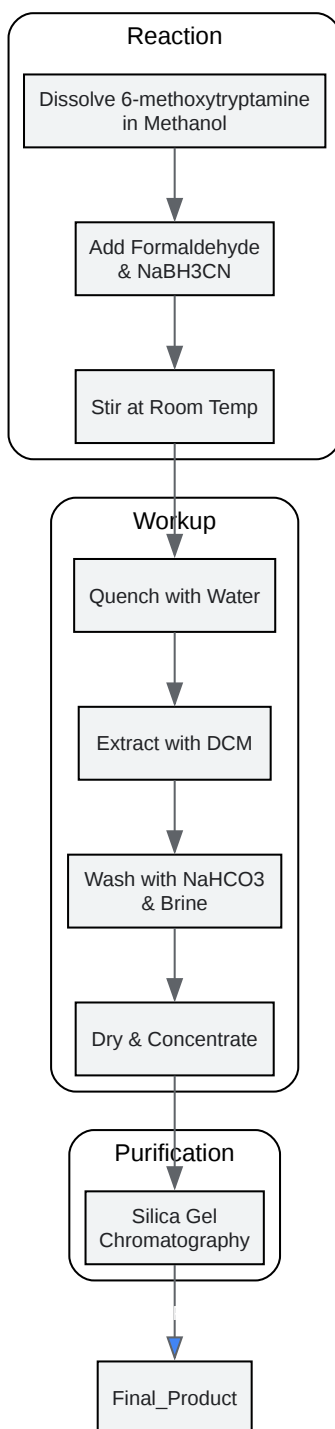 Reaction
Dissolve 6-methoxytryptamine
in Methanol
Add Formaldehyde
& NaBH3CN
Stir at Room Temp
Workup
Quench with Water
Extract with DCM
Wash with NaHCO3
& Brine
Dry & Concentrate
Purification
Silica Gel
Chromatography
Final_Product